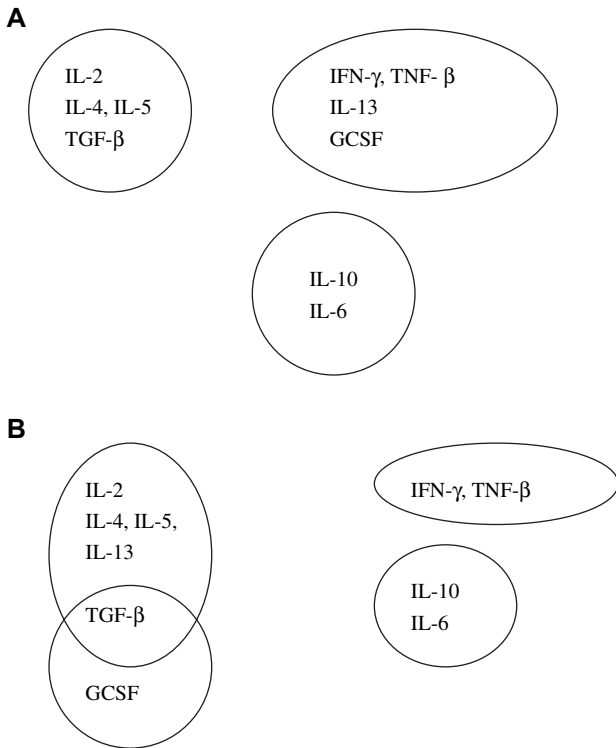 A
IL-2
IL-4, IL-5
TGF-β
IFN-γ, TNF- β
IL-13
GCSF
IL-10
IL-6
B
IL-2
IL-4, IL-5,
IL-13
TGF-β
GCSF
IFN-γ, TNF-β
IL-10
IL-6